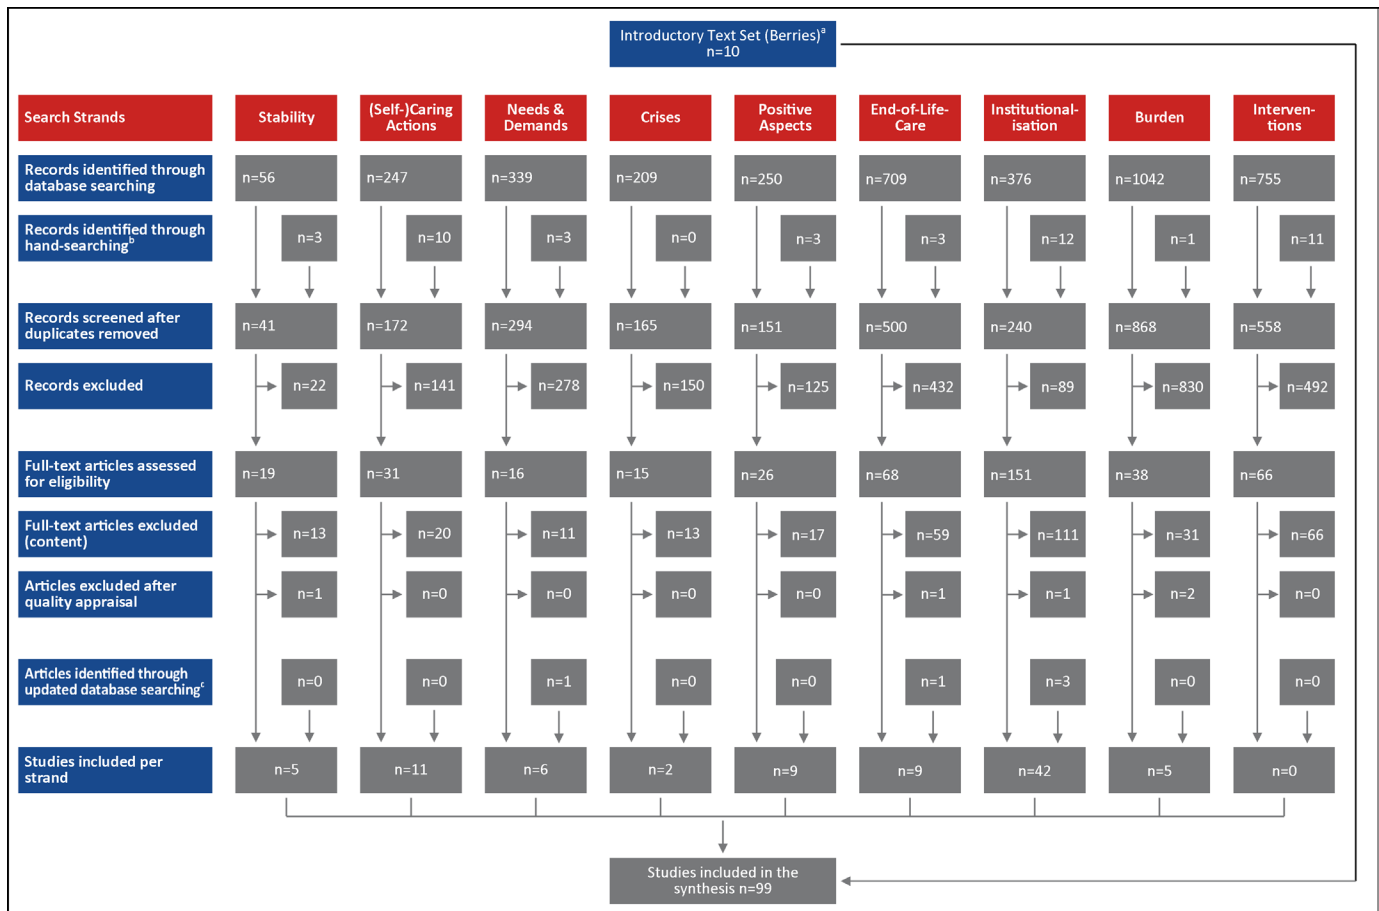 Introductory Text Set (Berries)a
n=10
Search Strands
Stability
(Self-)Caring
Actions
Needs &
Demands
Crises
Positive
Aspects
End-of-Life-
Care
Institutional-
isation
Burden
Interven-
tions
Records identified through
database searching
n=56
n=247
n=339
n=209
n=250
n=709
n=376
n=1042
n=755
Records identified through
hand-searchingb
n=3
n=10
n=3
n=0
n=3
n=3
n=12
n=1
n=11
Records screened after
duplicates removed
n=41
n=172
n=294
n=165
n=151
n=500
n=240
n=868
n=558
Records excluded
n=22
n=141
n=278
n=150
n=125
n=432
n=89
n=830
n=492
Full-text articles assessed
for eligibility
n=19
n=31
n=16
n=15
n=26
n=68
n=151
n=38
n=66
Full-text articles excluded
(content)
n=13
n=20
n=11
n=13
n=17
n=59
n=111
n=31
n=66
Articles excluded after
quality appraisal
n=1
n=0
n=0
n=0
n=0
n=1
n=1
n=2
n=0
Articles identified through
updated database searchingc
n=0
n=0
n=1
n=0
n=0
n=1
n=3
n=0
n=0
Studies included per
strand
n=5
n=11
n=6
n=2
n=9
n=9
n=42
n=5
n=0
Studies included in the
synthesis n=99